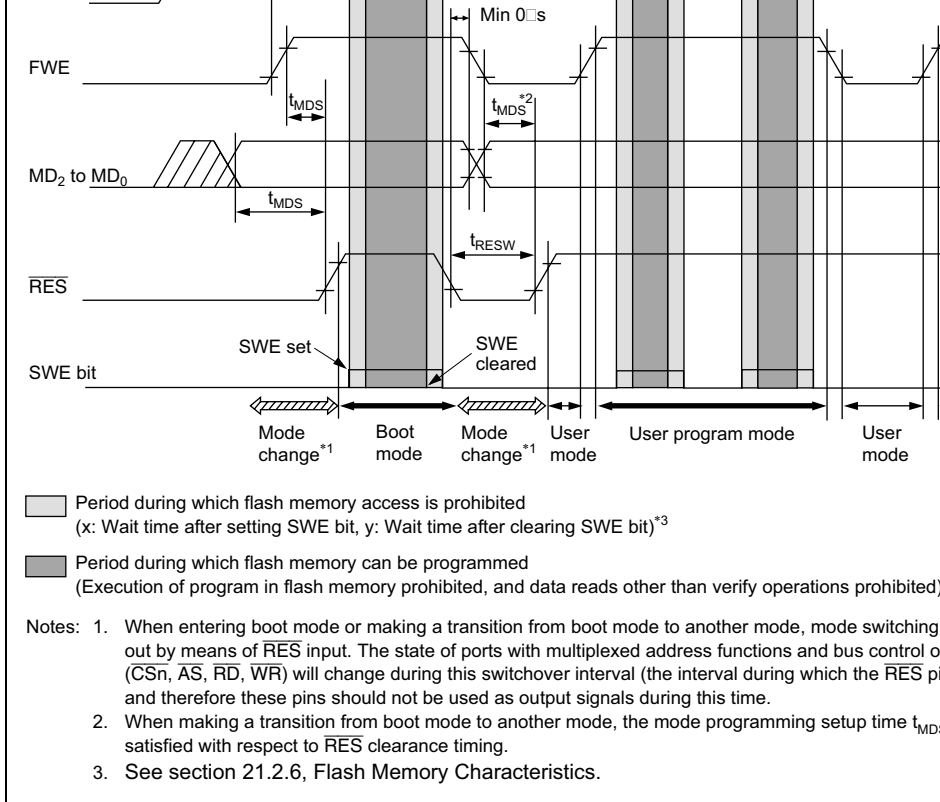 Min 0□s
FWE
tMDS
tMDS*2
MD2 to MD0
tMDS
tRESW
RES
SWE set
SWE
cleared
SWE bit
Mode
change*1
Boot
mode
Mode
change*1
User
mode
User program mode
User
mode
Period during which flash memory access is prohibited
(x: Wait time after setting SWE bit, y: Wait time after clearing SWE bit)*3
Period during which flash memory can be programmed
(Execution of program in flash memory prohibited, and data reads other than verify operations prohibited)
Notes: 1. When entering boot mode or making a transition from boot mode to another mode, mode switching
out by means of RES input. The state of ports with multiplexed address functions and bus control o
(CSn, AS, RD, WR) will change during this switchover interval (the interval during which the RES pi
and therefore these pins should not be used as output signals during this time.
2. When making a transition from boot mode to another mode, the mode programming setup time tMDS
satisfied with respect to RES clearance timing.
3. See section 21.2.6, Flash Memory Characteristics.